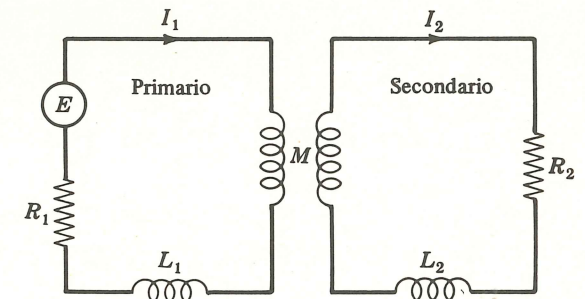 I₁ I₂
Primario Secondario
E
M
R₂
R₁
L₁ L₂